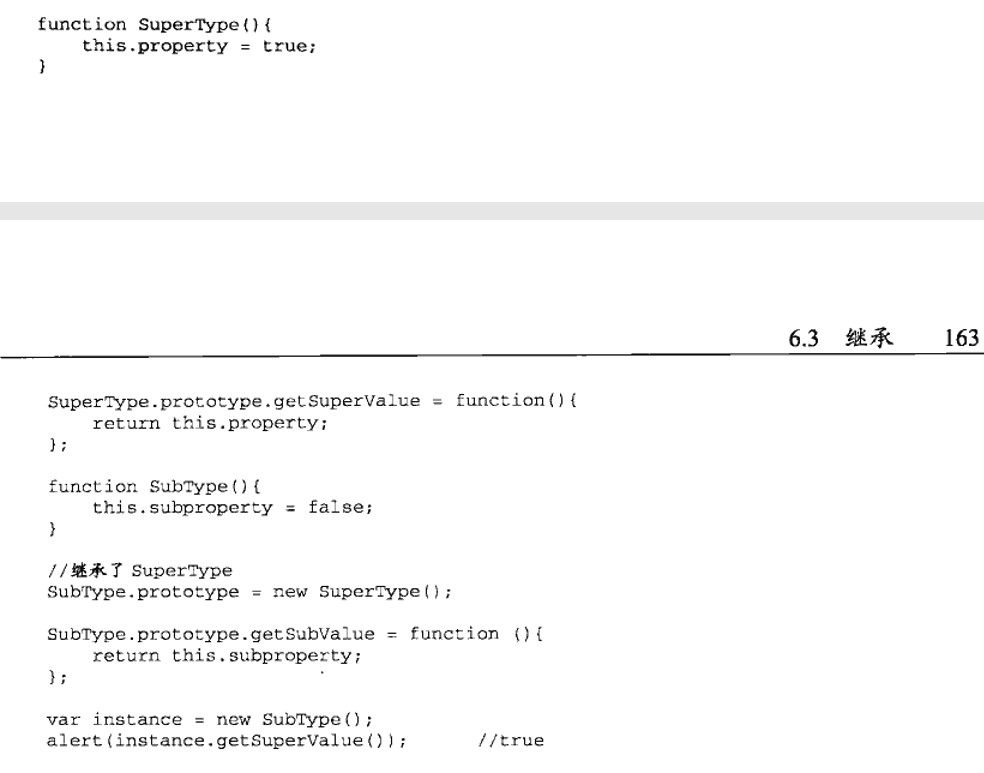 function SuperType(){
    this.property = true;
}
6.3 继承 163
SuperType.prototype.getSuperValue = function(){
    return this.property;
};
function SubType(){
    this.subproperty = false;
}
//继承了 SuperType
SubType.prototype = new SuperType();
SubType.prototype.getSubValue = function (){
    return this.subproperty;
};
var instance = new SubType();
alert(instance.getSuperValue());      //true